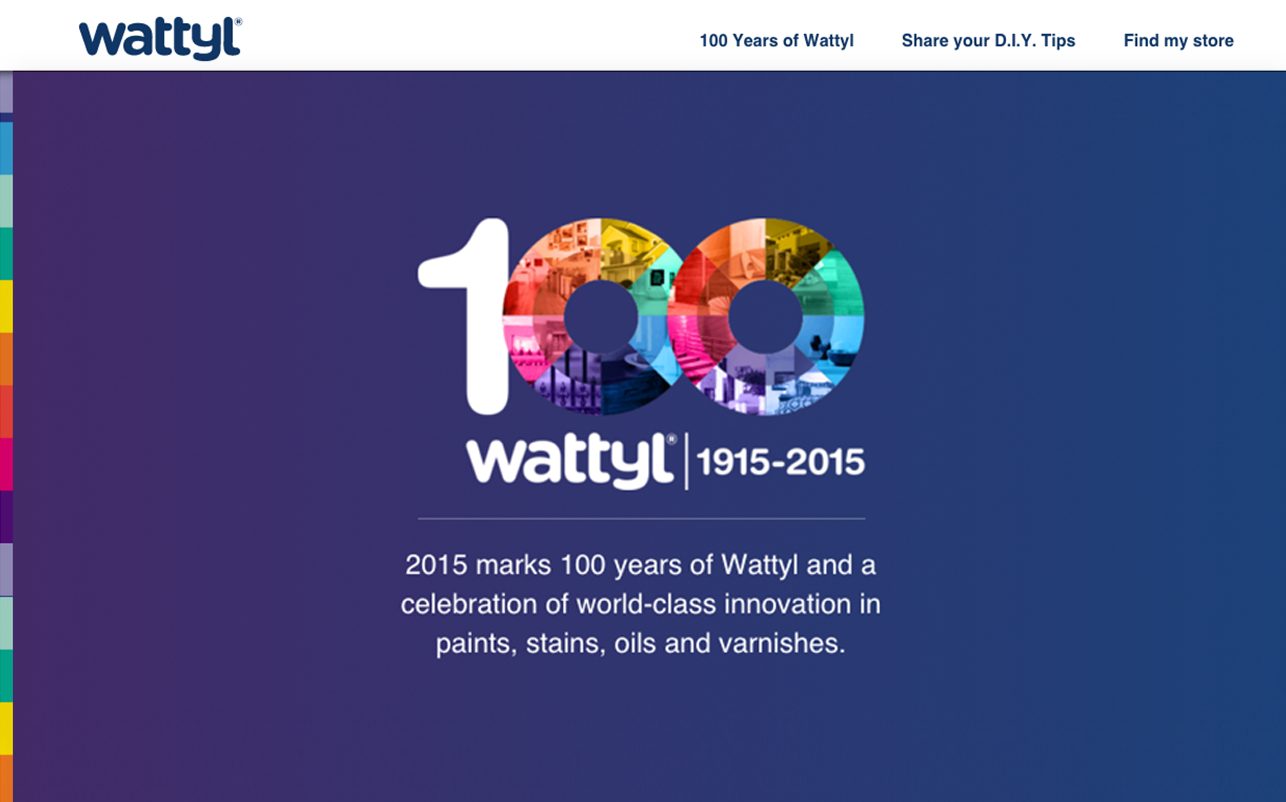 wattyl®
100 Years of Wattyl
Share your D.I.Y. Tips
Find my store
100
wattyl® | 1915-2015
2015 marks 100 years of Wattyl and a
celebration of world-class innovation in
paints, stains, oils and varnishes.